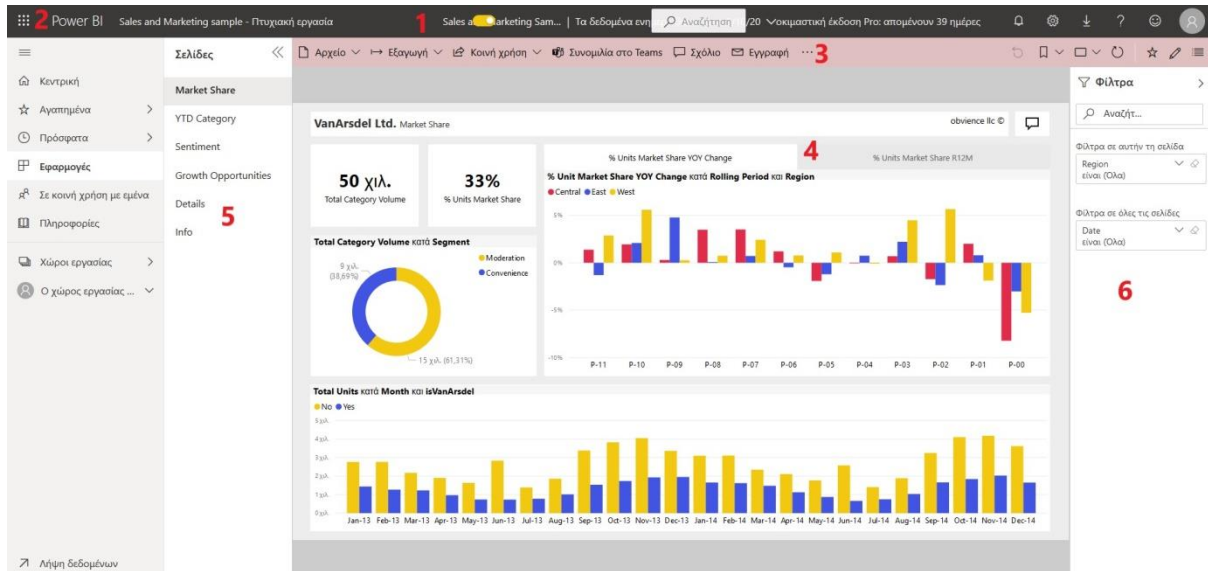 2 Power BI Sales and Marketing sample - Πτυχιακή εργασία 1 Sales a arketing Sam... | Τα δεδομένα ενη Αναζήτηση /20 οκιμαστική έκδοση Pro: απομένουν 39 ημέρες
Σελίδες
Αρχείο Εξαγωγή Κοινή χρήση Συνομιλία στο Teams Σχόλιο Εγγραφή ... 3
Κεντρική
Αγαπημένα
Πρόσφατα
Εφαρμογές
Σε κοινή χρήση με εμένα
Πληροφορίες
Χώροι εργασίας
Ο χώρος εργασίας ...
Λήψη δεδομένων
Market Share
YTD Category
Sentiment
Growth Opportunities
Details
Info
5
VanArsdel Ltd. Market Share
obvience llc ©
50 χιλ.
Total Category Volume
33%
% Units Market Share
% Units Market Share YOY Change
4
% Units Market Share R12M
% Unit Market Share YOY Change κατά Rolling Period και Region
Central East West
5%
0%
-5%
-10%
P-11 P-10 P-09 P-08 P-07 P-06 P-05 P-04 P-03 P-02 P-01 P-00
Total Category Volume κατά Segment
Moderation
Convenience
9 χιλ.
(38,69%)
15 χιλ. (61,31%)
Total Units κατά Month και isVanArsdel
No Yes
5 χιλ.
4 χιλ.
3 χιλ.
2 χιλ.
1 χιλ.
0 χιλ.
Jan-13 Feb-13 Mar-13 Apr-13 May-13 Jun-13 Jul-13 Aug-13 Sep-13 Oct-13 Nov-13 Dec-13 Jan-14 Feb-14 Mar-14 Apr-14 May-14 Jun-14 Jul-14 Aug-14 Sep-14 Oct-14 Nov-14 Dec-14
Φίλτρα
Αναζήτ...
Φίλτρα σε αυτήν τη σελίδα
Region
είναι (Όλα)
Φίλτρα σε όλες τις σελίδες
Date
είναι (Όλα)
6